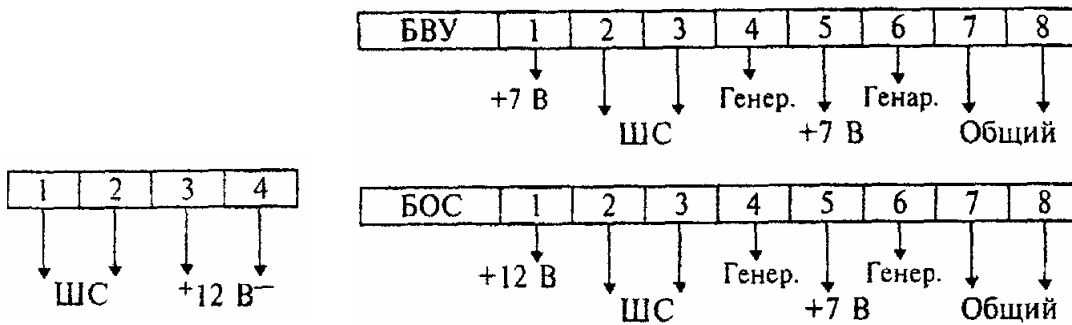 БВУ 1 2 3 4 5 6 7 8
+7 В Генер. Генар.
ШС +7 В Общий
1 2 3 4
ШС +12 В−
БОС 1 2 3 4 5 6 7 8
+12 В Генер. Генер.
ШС +7 В Общий